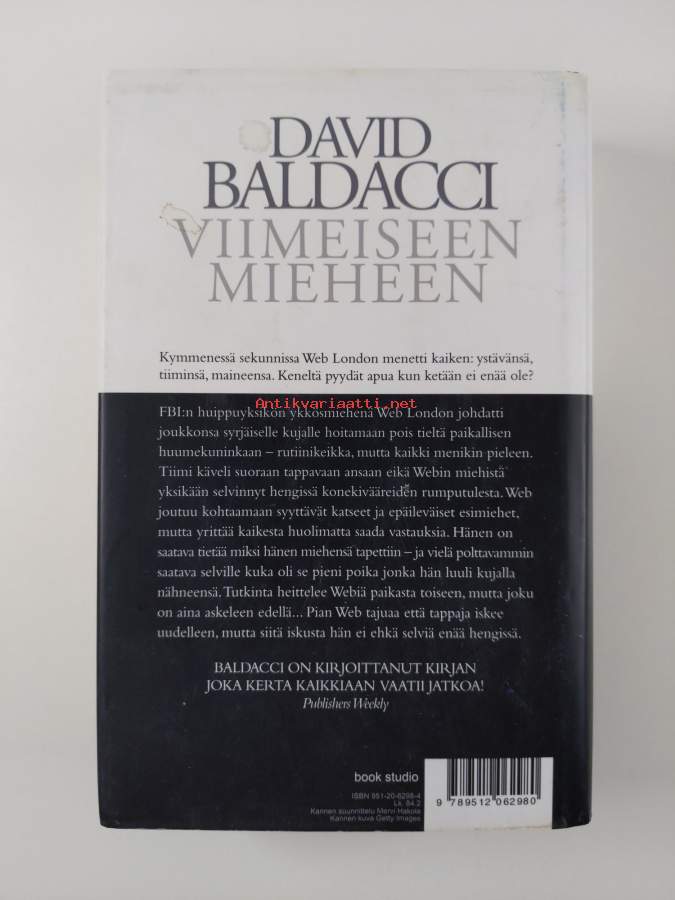 DAVID
BALDACCI
VIIMEISEEN
MIEHEEN
Kymmenessä sekunnissa Web London menetti kaiken: ystävänsä,
tiiminsä, maineensa. Keneltä pyydät apua kun ketään ei enää ole?
Antikvariaatti.net
FBI:n huippuyksikön ykkösmiehenä Web London johdatti
joukkonsa syrjäiselle kujalle hoitamaan pois tieltä paikallisen
huumekuninkaan – rutiinikeikka, mutta kaikki menikin pieleen.
Tiimi käveli suoraan tappavaan ansaan eikä Webin miehistä
yksikään selvinnyt hengissä konekivääreiden rumputulesta. Web
joutuu kohtaamaan syyttävät katseet ja epäileväiset esimiehet,
mutta yrittää kaikesta huolimatta saada vastauksia. Hänen on
saatava tietää miksi hänen miehensä tapettiin – ja vielä polttavammin
saatava selville kuka oli se pieni poika jonka hän luuli kujalla
nähneensä. Tutkinta heittelee Webiä paikasta toiseen, mutta joku
on aina askeleen edellä... Pian Web tajuaa että tappaja iskee
uudelleen, mutta siitä iskusta hän ei ehkä selviä enää hengissä.
BALDACCI ON KIRJOITTANUT KIRJAN
JOKA KERTA KAIKKIAAN VAATII JATKOA!
Publishers Weekly
book studio
ISBN 951-20-6298-4
Lk. 84.2
Kannen suunnittelu Mervi Hakola
Kannen kuva Getty Images
9 789512 062980